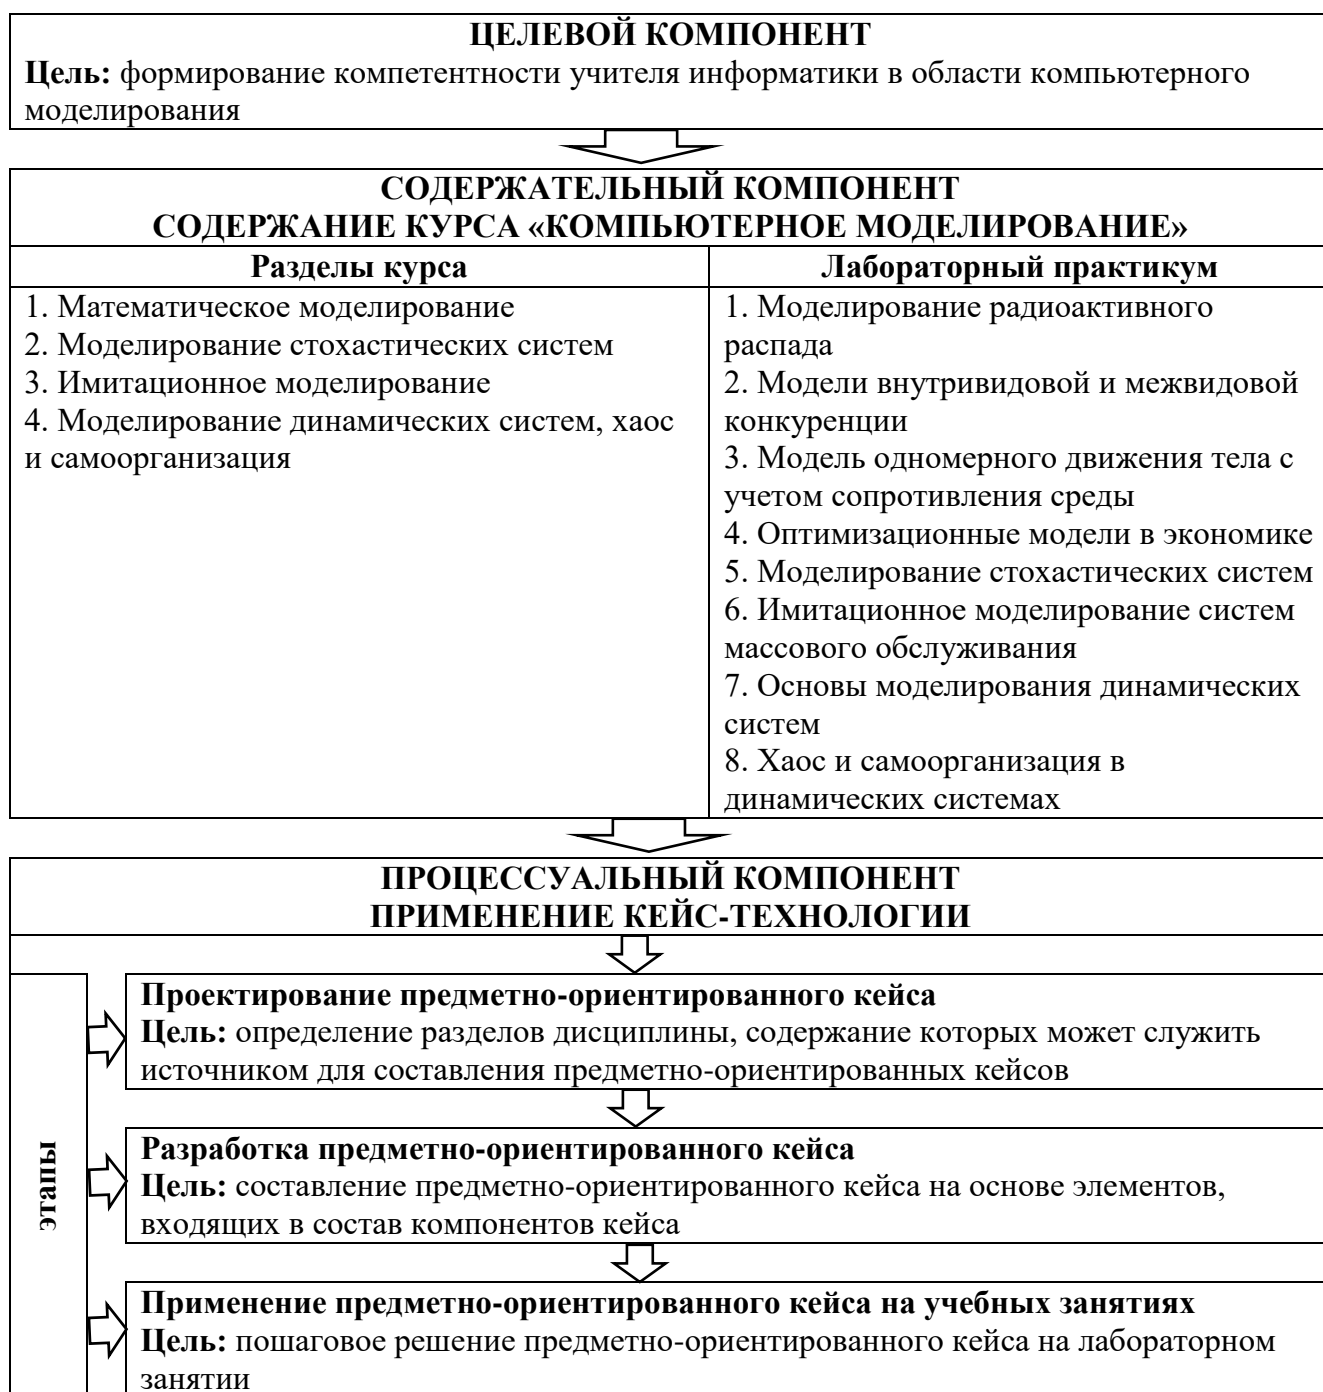 ЦЕЛЕВОЙ КОМПОНЕНТ
Цель: формирование компетентности учителя информатики в области компьютерного
моделирования
СОДЕРЖАТЕЛЬНЫЙ КОМПОНЕНТ
СОДЕРЖАНИЕ КУРСА «КОМПЬЮТЕРНОЕ МОДЕЛИРОВАНИЕ»
Разделы курса
1. Математическое моделирование
2. Моделирование стохастических систем
3. Имитационное моделирование
4. Моделирование динамических систем, хаос
и самоорганизация
Лабораторный практикум
1. Моделирование радиоактивного
распада
2. Модели внутривидовой и межвидовой
конкуренции
3. Модель одномерного движения тела с
учетом сопротивления среды
4. Оптимизационные модели в экономике
5. Моделирование стохастических систем
6. Имитационное моделирование систем
массового обслуживания
7. Основы моделирования динамических
систем
8. Хаос и самоорганизация в
динамических системах
ПРОЦЕССУАЛЬНЫЙ КОМПОНЕНТ
ПРИМЕНЕНИЕ КЕЙС-ТЕХНОЛОГИИ
этапы
Проектирование предметно-ориентированного кейса
Цель: определение разделов дисциплины, содержание которых может служить
источником для составления предметно-ориентированных кейсов
Разработка предметно-ориентированного кейса
Цель: составление предметно-ориентированного кейса на основе элементов,
входящих в состав компонентов кейса
Применение предметно-ориентированного кейса на учебных занятиях
Цель: пошаговое решение предметно-ориентированного кейса на лабораторном
занятии